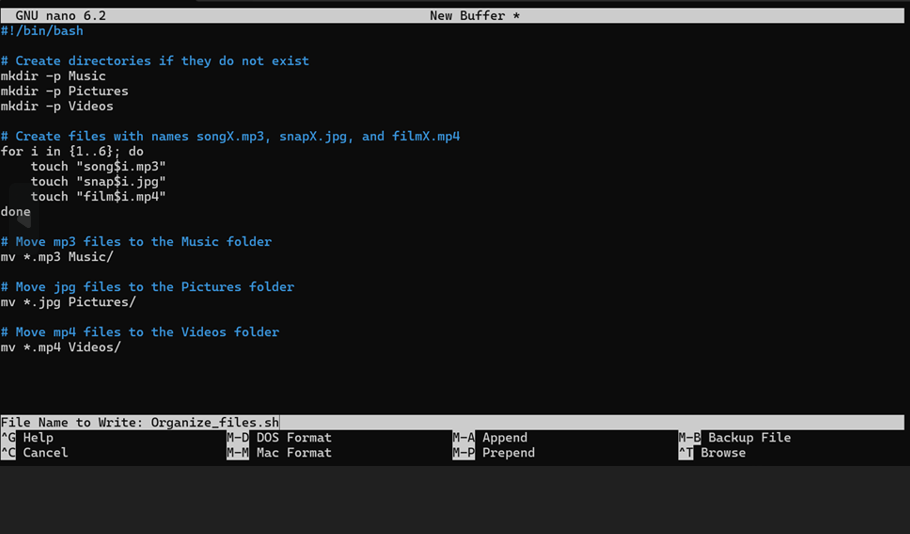 GNU nano 6.2 New Buffer *
#!/bin/bash
# Create directories if they do not exist
mkdir -p Music
mkdir -p Pictures
mkdir -p Videos
# Create files with names songX.mp3, snapX.jpg, and filmX.mp4
for i in {1..6}; do
touch "song$i.mp3"
touch "snap$i.jpg"
touch "film$i.mp4"
done
# Move mp3 files to the Music folder
mv *.mp3 Music/
# Move jpg files to the Pictures folder
mv *.jpg Pictures/
# Move mp4 files to the Videos folder
mv *.mp4 Videos/
File Name to Write: Organize_files.sh
^G Help M-D DOS Format M-A Append M-B Backup File
^C Cancel M-M Mac Format M-P Prepend ^T Browse